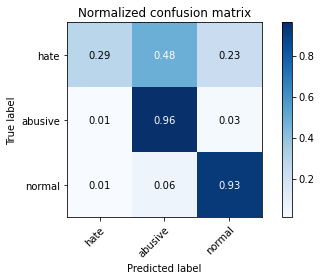 Normalized confusion matrix
True label
hate
0.29 0.48 0.23
abusive
0.01 0.96 0.03
normal
0.01 0.06 0.93
hate abusive normal
Predicted label
0.8
0.6
0.4
0.2